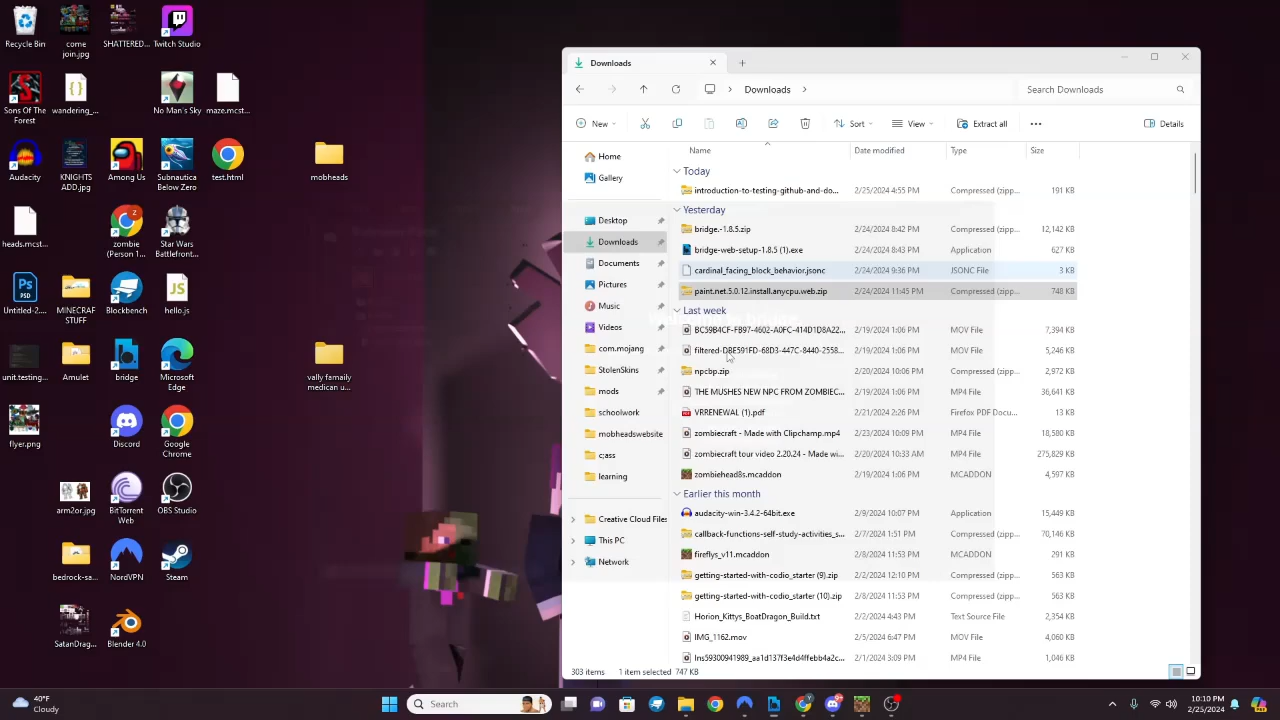 Recycle Bin
come
join.jpg
SHATTERED...
Twitch Studio
Sons Of The
Forest
wandering_...
No Man's Sky
maze.mcst...
Audacity
KNIGHTS
ADD.jpg
Among Us
Subnautica
Below Zero
test.html
mobheads
heads.mcst...
zombie
(Person 1...
Star Wars
Battlefront...
Untitled-2....
MINECRAF
STUFF
Blockbench
hello.js
unit.testing...
Amulet
bridge
Microsoft
Edge
vally famaily
medican u...
flyer.png
Discord
Google
Chrome
arm2or.jpg
BitTorrent
Web
OBS Studio
bedrock-sa...
NordVPN
Steam
SatanDrag...
Blender 4.0
Downloads
Downloads
Search Downloads
New
Sort
View
Extract all
Details
Home
Gallery
Desktop
Downloads
Documents
Pictures
Music
Videos
com.mojang
StolenSkins
mods
schoolwork
mobheadswebsite
c;ass
learning
Creative Cloud Files
This PC
Network
Name Date modified Type Size
Today
introduction-to-testing-github-and-do... 2/25/2024 4:55 PM Compressed (zipp... 191 KB
Yesterday
bridge.-1.8.5.zip 2/24/2024 8:42 PM Compressed (zipp... 12,142 KB
bridge-web-setup-1.8.5 (1).exe 2/24/2024 8:43 PM Application 627 KB
cardinal_facing_block_behavior.jsonc 2/24/2024 9:36 PM JSONC File 3 KB
paint.net.5.0.12.install.anycpu.web.zip 2/24/2024 11:45 PM Compressed (zipp... 748 KB
Last week
BC59B4CF-FB97-4602-A0FC-414D1D8A22... 2/19/2024 1:06 PM MOV File 7,394 KB
filtered-DBE591FD-68D3-447C-8440-2558... 2/19/2024 1:06 PM MOV File 5,246 KB
npcbp.zip 2/20/2024 10:06 PM Compressed (zipp... 2,972 KB
THE MUSHES NEW NPC FROM ZOMBIEC... 2/19/2024 1:06 PM MP4 File 36,641 KB
VRRENEWAL (1).pdf 2/21/2024 2:26 PM Firefox PDF Docu... 13 KB
zombiecraft - Made with Clipchamp.mp4 2/23/2024 10:09 PM MP4 File 18,580 KB
zombiecraft tour video 2.20.24 - Made wi... 2/20/2024 10:33 AM MP4 File 275,829 KB
zombiehead8s.mcaddon 2/19/2024 1:06 PM MCADDON 4,597 KB
Earlier this month
audacity-win-3.4.2-64bit.exe 2/9/2024 10:07 PM Application 15,449 KB
callback-functions-self-study-activities_s... 2/7/2024 1:51 PM Compressed (zipp... 70,146 KB
fireflys_v11.mcaddon 2/8/2024 11:53 PM MCADDON 291 KB
getting-started-with-codio_starter (9).zip 2/2/2024 12:10 PM Compressed (zipp... 563 KB
getting-started-with-codio_starter (10).zip 2/8/2024 11:53 PM Compressed (zipp... 563 KB
Horion_Kittys_BoatDragon_Build.txt 2/2/2024 4:43 PM Text Source File 2,354 KB
IMG_1162.mov 2/5/2024 6:47 PM MOV File 4,060 KB
Ins59300941989_aa1d137f3e4d4ffebb4a2c... 2/1/2024 3:09 PM MP4 File 1,046 KB
303 items 1 item selected 747 KB
40°F
Cloudy
Search
10:10 PM
2/25/2024